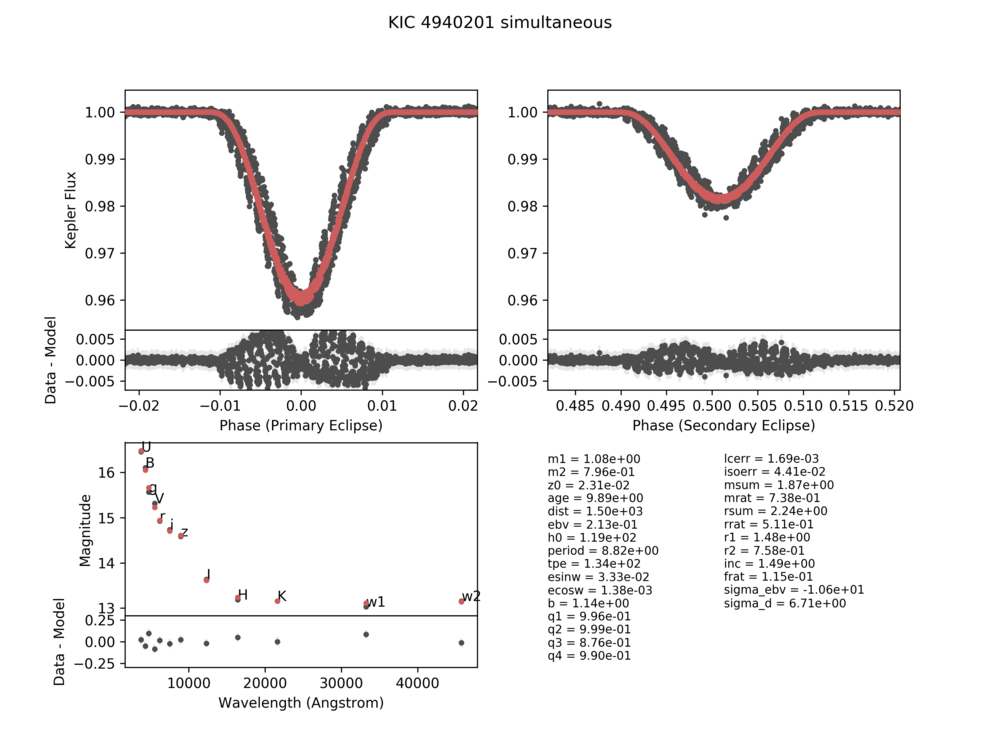 KIC 4940201 simultaneous
1.00
0.99
0.98
0.97
0.96
Kepler Flux
0.005
0.000
−0.005
Data - Model
−0.02
−0.01
0.00
0.01
0.02
Phase (Primary Eclipse)
1.00
0.99
0.98
0.97
0.96
0.005
0.000
−0.005
0.485
0.490
0.495
0.500
0.505
0.510
0.515
0.520
Phase (Secondary Eclipse)
16
15
14
13
Magnitude
U
B
g
V
r
i
z
J
H
K
w1
w2
0.25
0.00
−0.25
Data - Model
10000
20000
30000
40000
Wavelength (Angstrom)
m1 = 1.08e+00
m2 = 7.96e-01
z0 = 2.31e-02
age = 9.89e+00
dist = 1.50e+03
ebv = 2.13e-01
h0 = 1.19e+02
period = 8.82e+00
tpe = 1.34e+02
esinw = 3.33e-02
ecosw = 1.38e-03
b = 1.14e+00
q1 = 9.96e-01
q2 = 9.99e-01
q3 = 8.76e-01
q4 = 9.90e-01
lcerr = 1.69e-03
isoerr = 4.41e-02
msum = 1.87e+00
mrat = 7.38e-01
rsum = 2.24e+00
rrat = 5.11e-01
r1 = 1.48e+00
r2 = 7.58e-01
inc = 1.49e+00
frat = 1.15e-01
sigma_ebv = -1.06e+01
sigma_d = 6.71e+00